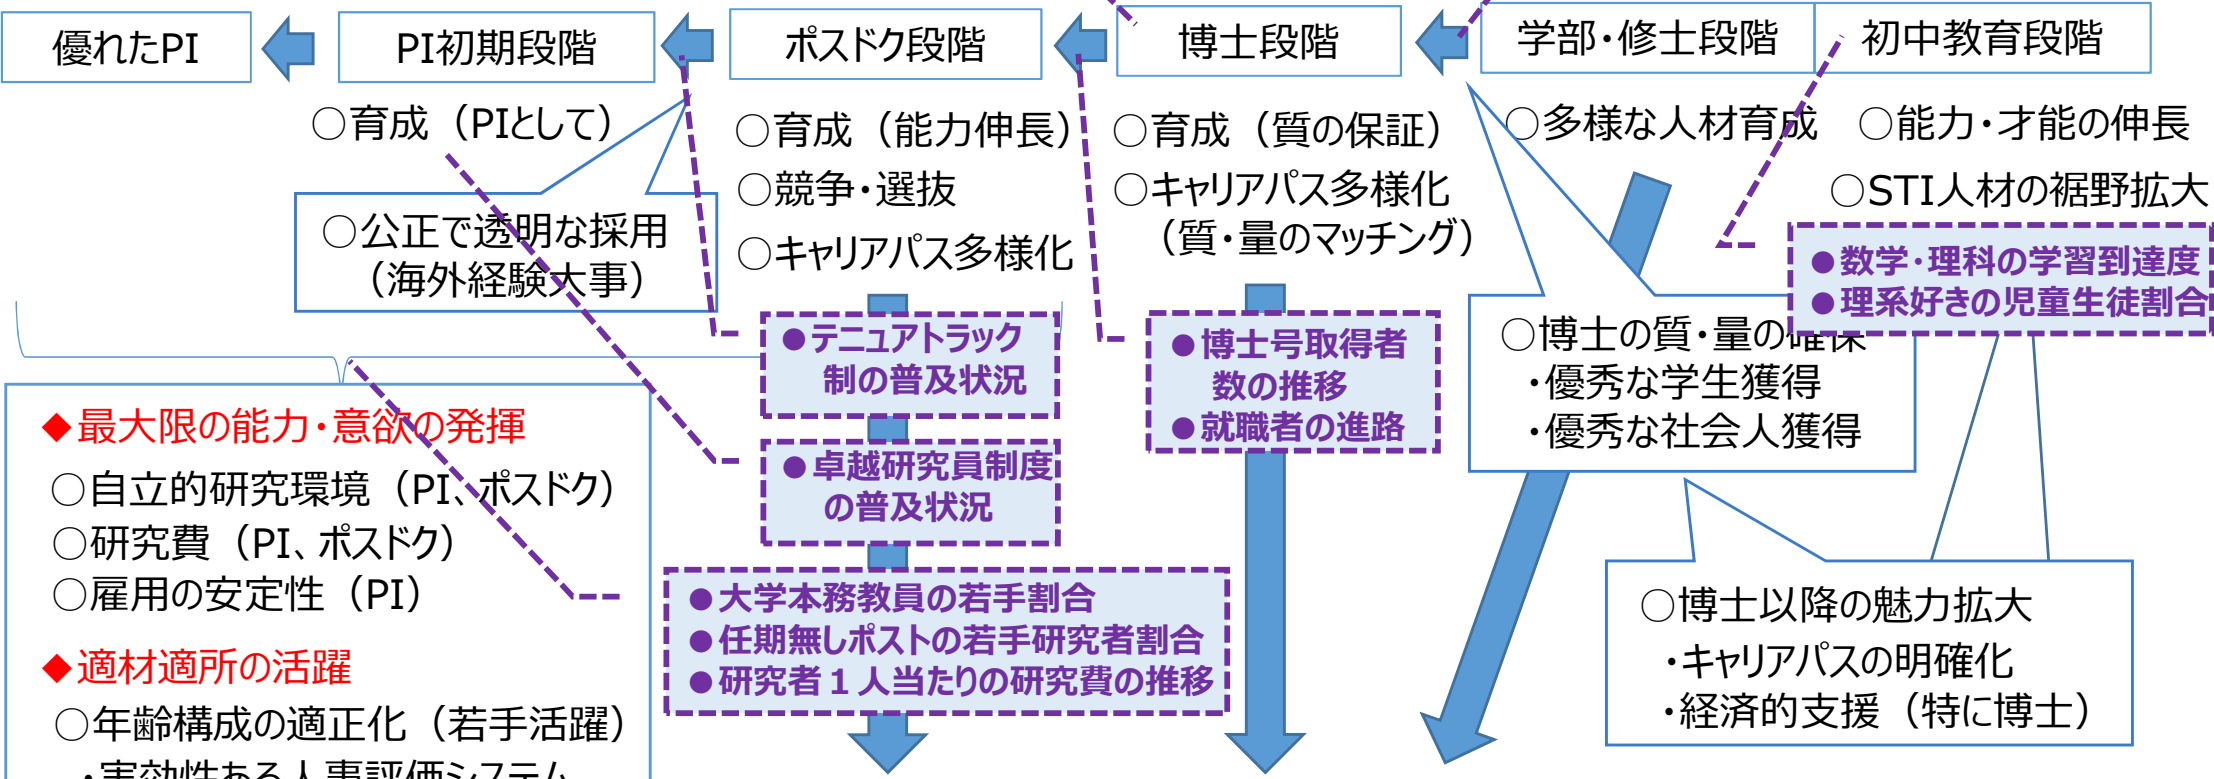 優れたPI
PI初期段階
ポスドク段階
博士段階
学部・修士段階
初中教育段階
○育成（PIとして）
○公正で透明な採用
（海外経験大事）
○育成（能力伸長）
○競争・選抜
○キャリアパス多様化
○育成（質の保証）
○キャリアパス多様化
（質・量のマッチング）
○多様な人材育成
○能力・才能の伸長
○STI人材の裾野拡大
●数学・理科の学習到達度
●理系好きの児童生徒割合
●テニュアトラック
制の普及状況
●卓越研究員制度
の普及状況
●博士号取得者
数の推移
●就職者の進路
○博士の質・量の確保
・優秀な学生獲得
・優秀な社会人獲得
◆最大限の能力・意欲の発揮
○自立的研究環境（PI、ポスドク）
○研究費（PI、ポスドク）
○雇用の安定性（PI）
◆適材適所の活躍
○年齢構成の適正化（若手活躍）
・実効性ある人事評価システム
●大学本務教員の若手割合
●任期無しポストの若手研究者割合
●研究者１人当たりの研究費の推移
○博士以降の魅力拡大
・キャリアパスの明確化
・経済的支援（特に博士）